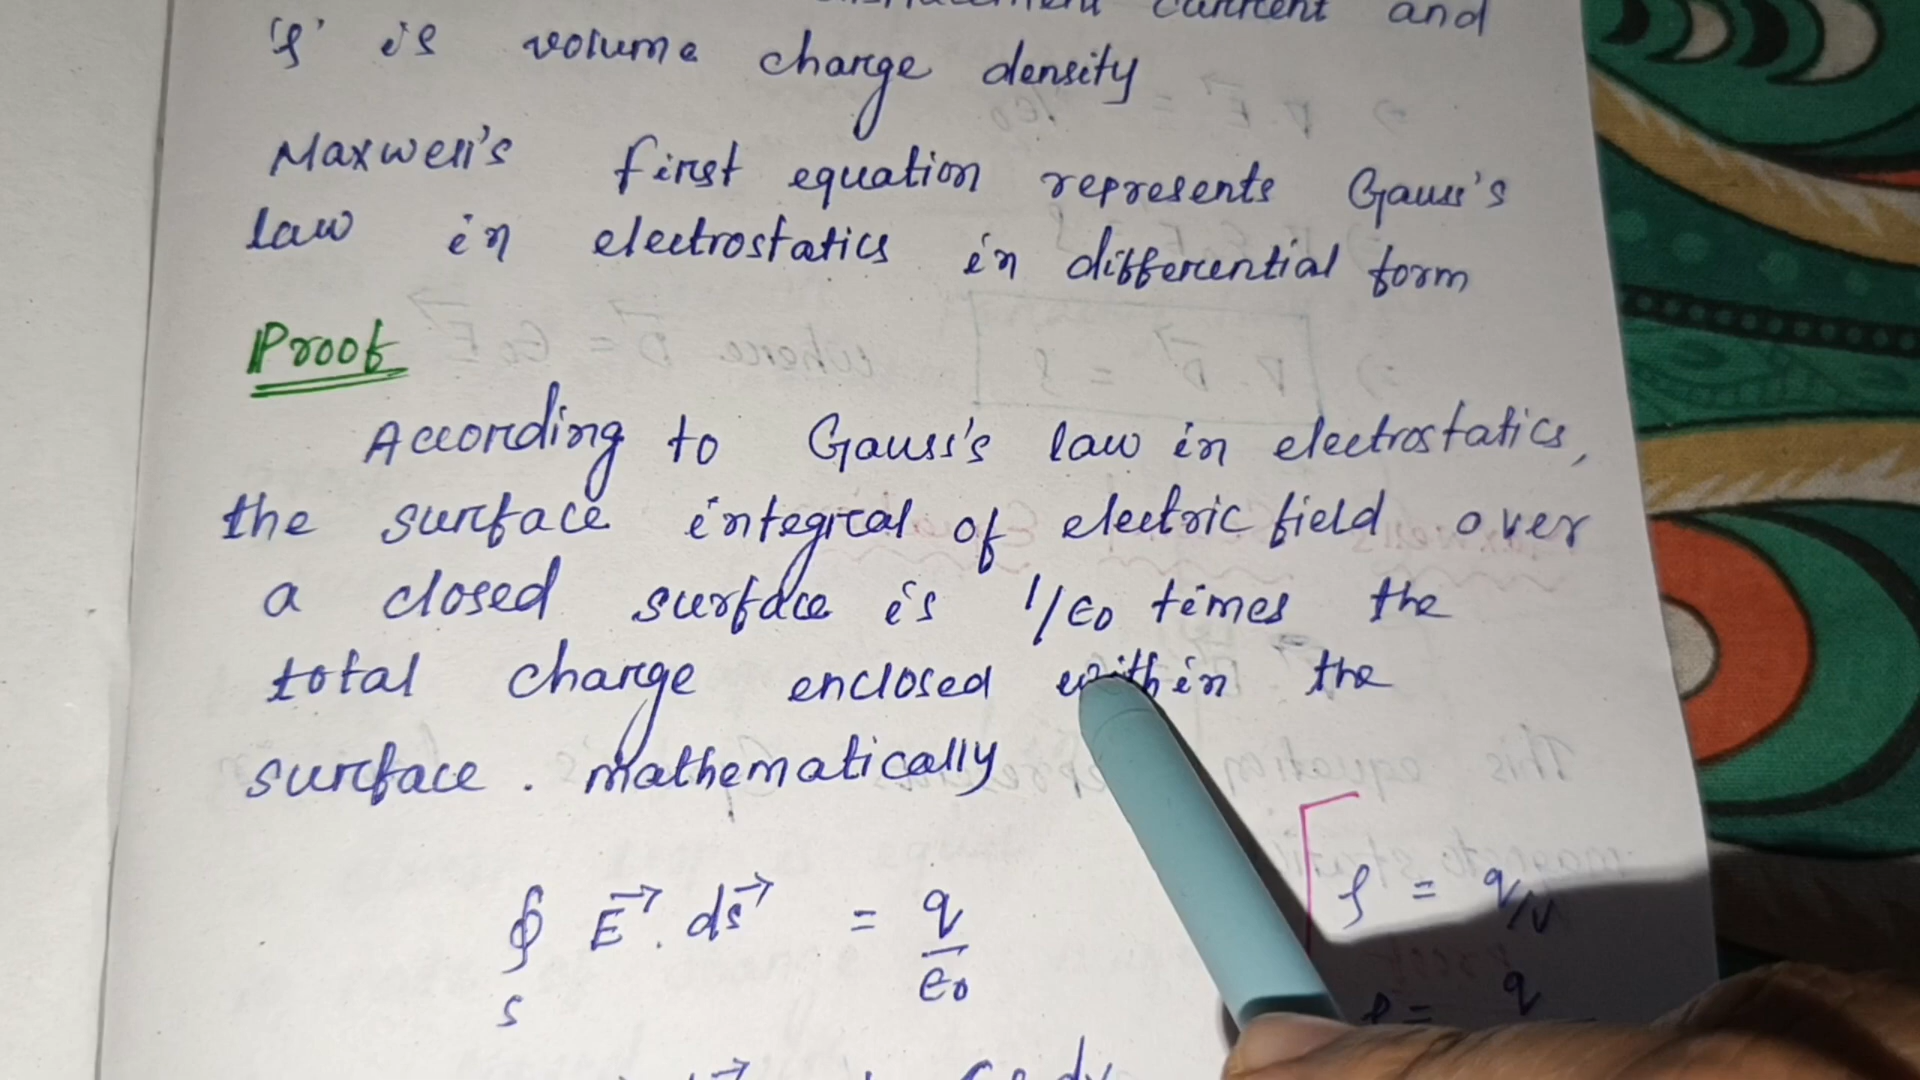 current and
'ρ' is volume charge density
Maxwell's first equation represents Gauss's
law in electrostatics in differential form
Proof
According to Gauss's law in electrostatics,
the surface integral of electric field over
a closed surface is 1/ϵ0 times the
total charge enclosed within the
surface. mathematically
∮ E⃗ . ds⃗ = q/ϵ0
S
ρ = q/V
ρ = q